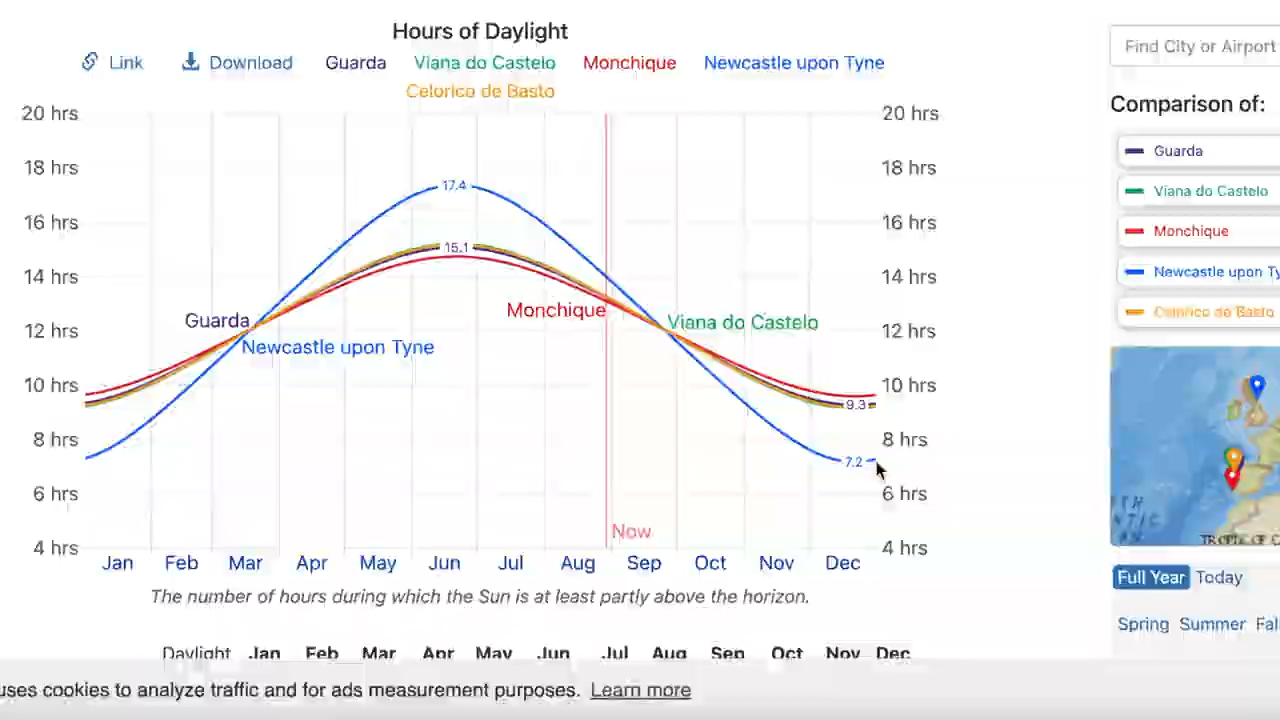 Hours of Daylight
Link Download Guarda Viana do Castelo Monchique Newcastle upon Tyne
Celorico de Basto
20 hrs 20 hrs
18 hrs 18 hrs
16 hrs 16 hrs
14 hrs 14 hrs
12 hrs 12 hrs
10 hrs 10 hrs
8 hrs 8 hrs
6 hrs 6 hrs
4 hrs 4 hrs
17.4
15.1
Monchique
Guarda
Viana do Castelo
Newcastle upon Tyne
9.3
7.2
Now
Jan Feb Mar Apr May Jun Jul Aug Sep Oct Nov Dec
The number of hours during which the Sun is at least partly above the horizon.
Daylight Jan Feb Mar Apr May Jun Jul Aug Sep Oct Nov Dec
uses cookies to analyze traffic and for ads measurement purposes. Learn more
Find City or Airport
Comparison of:
Guarda
Viana do Castelo
Monchique
Newcastle upon Ty
Celorico de Basto
TROPIC OF C
Full Year Today
Spring Summer Fal